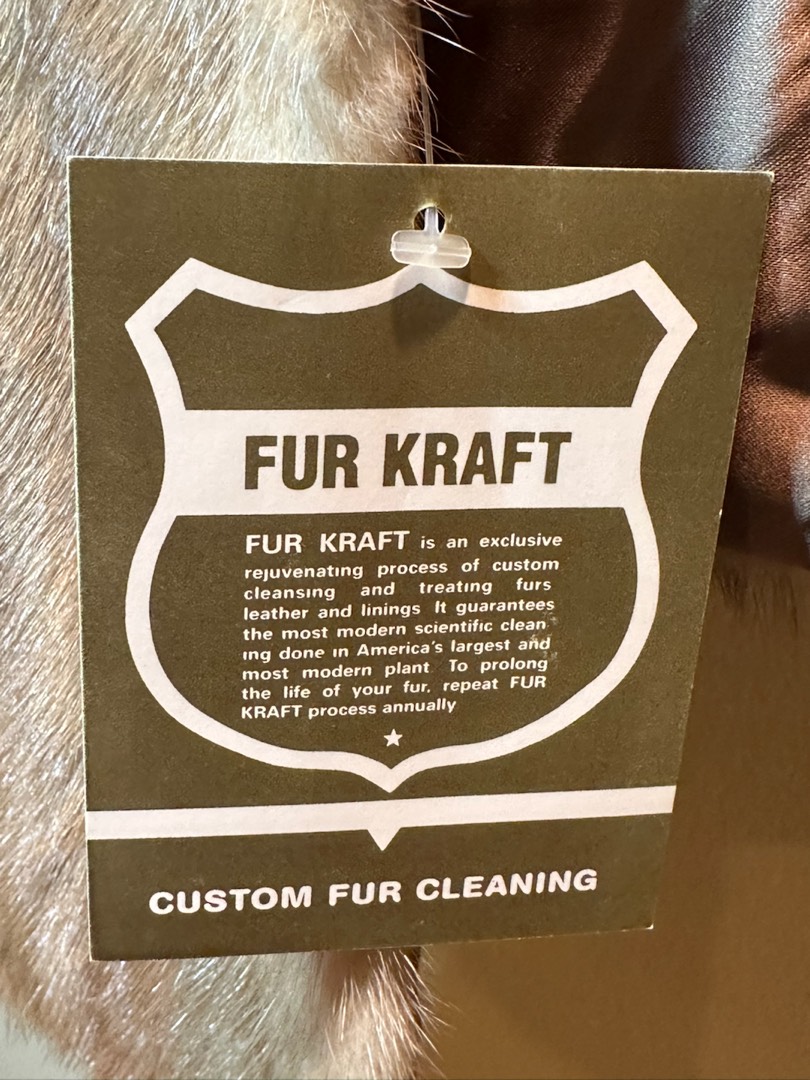 FUR KRAFT
FUR KRAFT is an exclusive
rejuvenating process of custom
cleansing and treating furs
leather and linings It guarantees
the most modern scientific clean
ing done in America's largest and
most modern plant To prolong
the life of your fur, repeat FUR
KRAFT process annually
CUSTOM FUR CLEANING